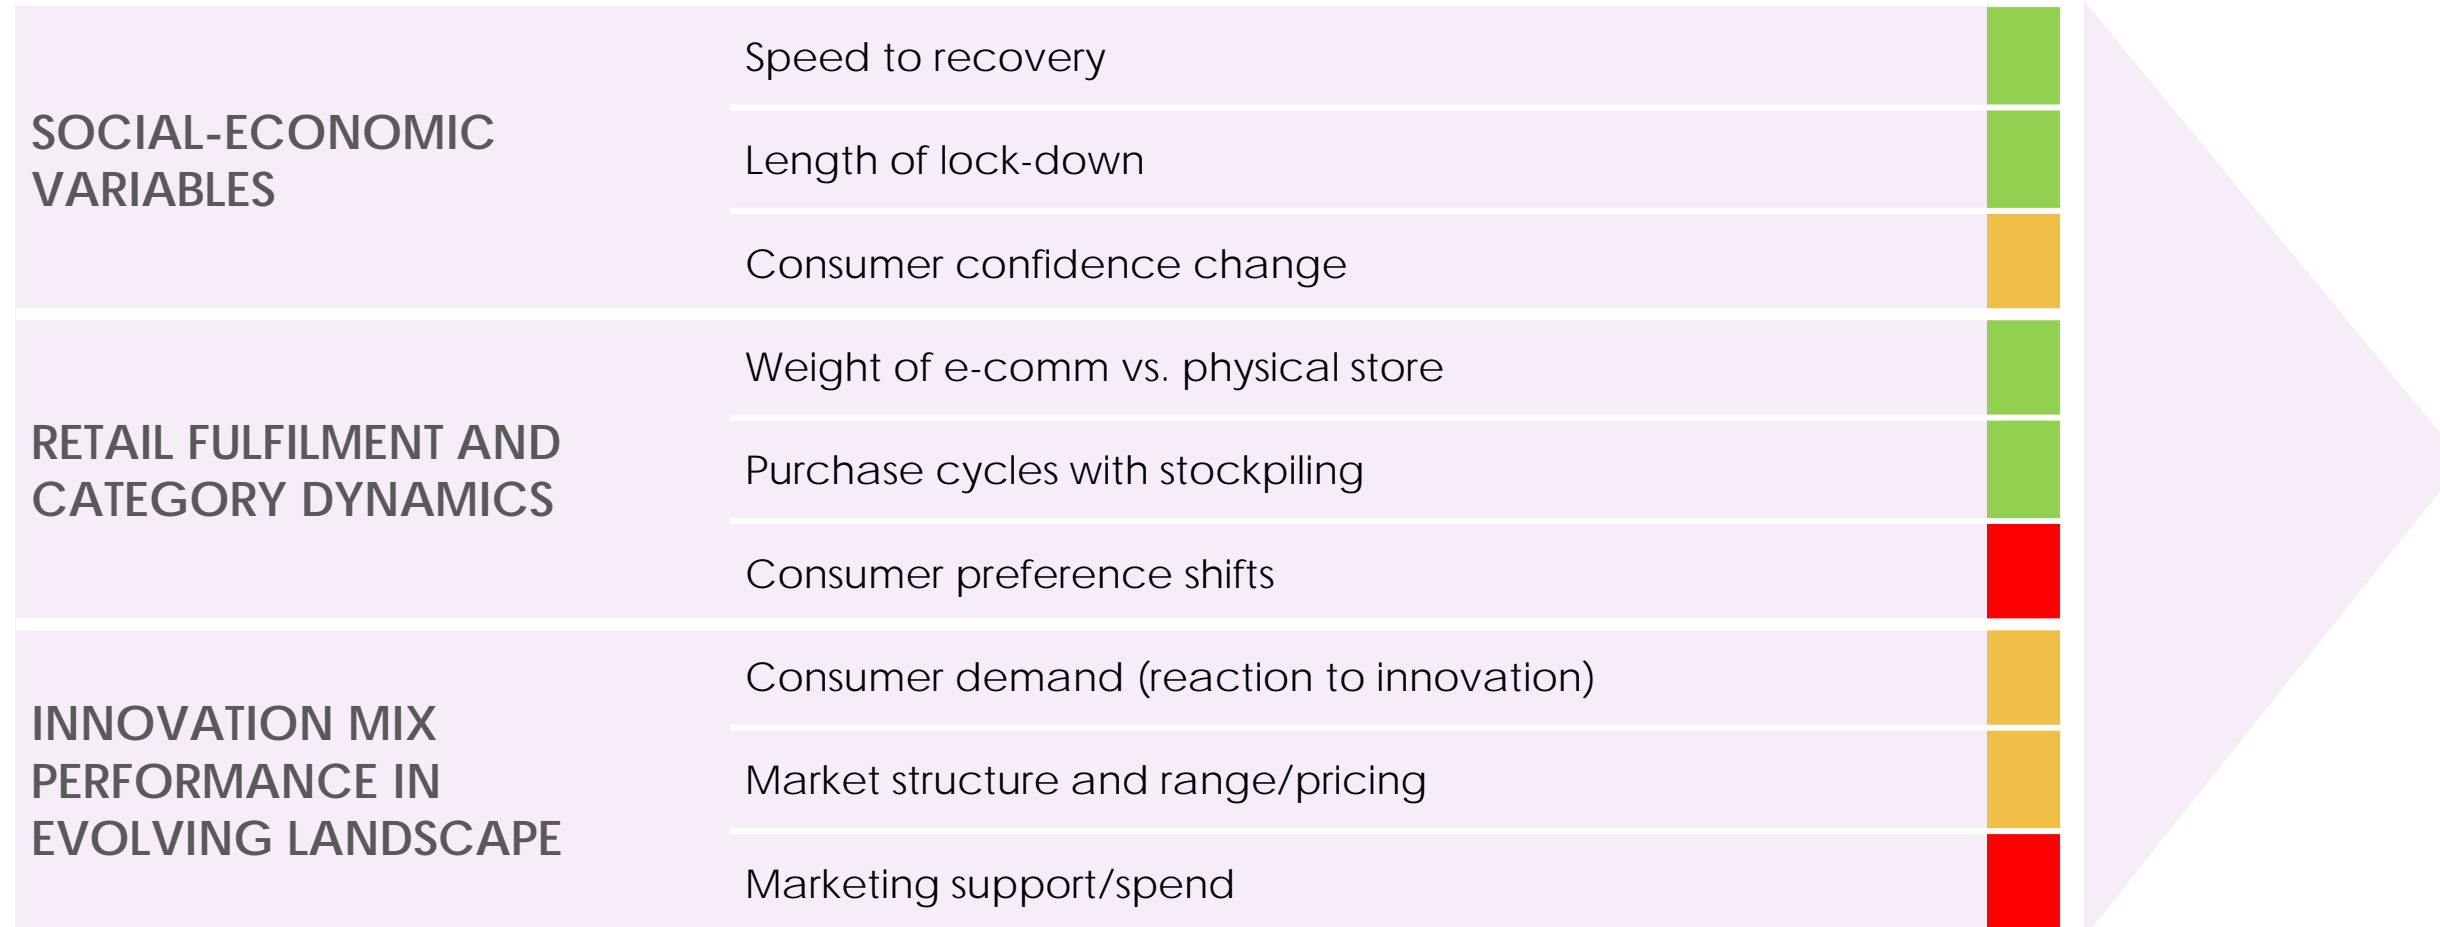 SOCIAL-ECONOMIC
VARIABLES
Speed to recovery
Length of lock-down
Consumer confidence change
RETAIL FULFILMENT AND
CATEGORY DYNAMICS
Weight of e-comm vs. physical store
Purchase cycles with stockpiling
Consumer preference shifts
INNOVATION MIX
PERFORMANCE IN
EVOLVING LANDSCAPE
Consumer demand (reaction to innovation)
Market structure and range/pricing
Marketing support/spend